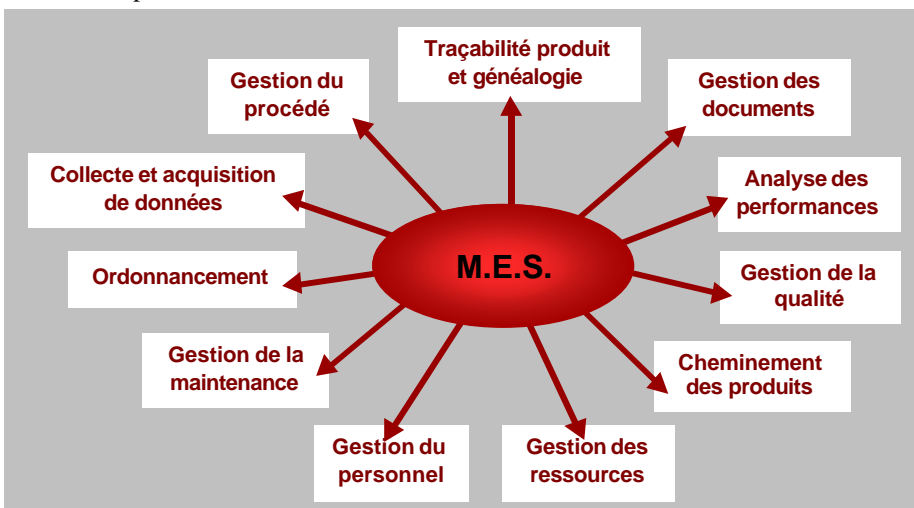 Traçabilité produit
et généalogie
Gestion du
procédé
Gestion des
documents
Collecte et acquisition
de données
Analyse des
performances
M.E.S.
Ordonnancement
Gestion de la
qualité
Gestion de la
maintenance
Cheminement
des produits
Gestion du
personnel
Gestion des
ressources